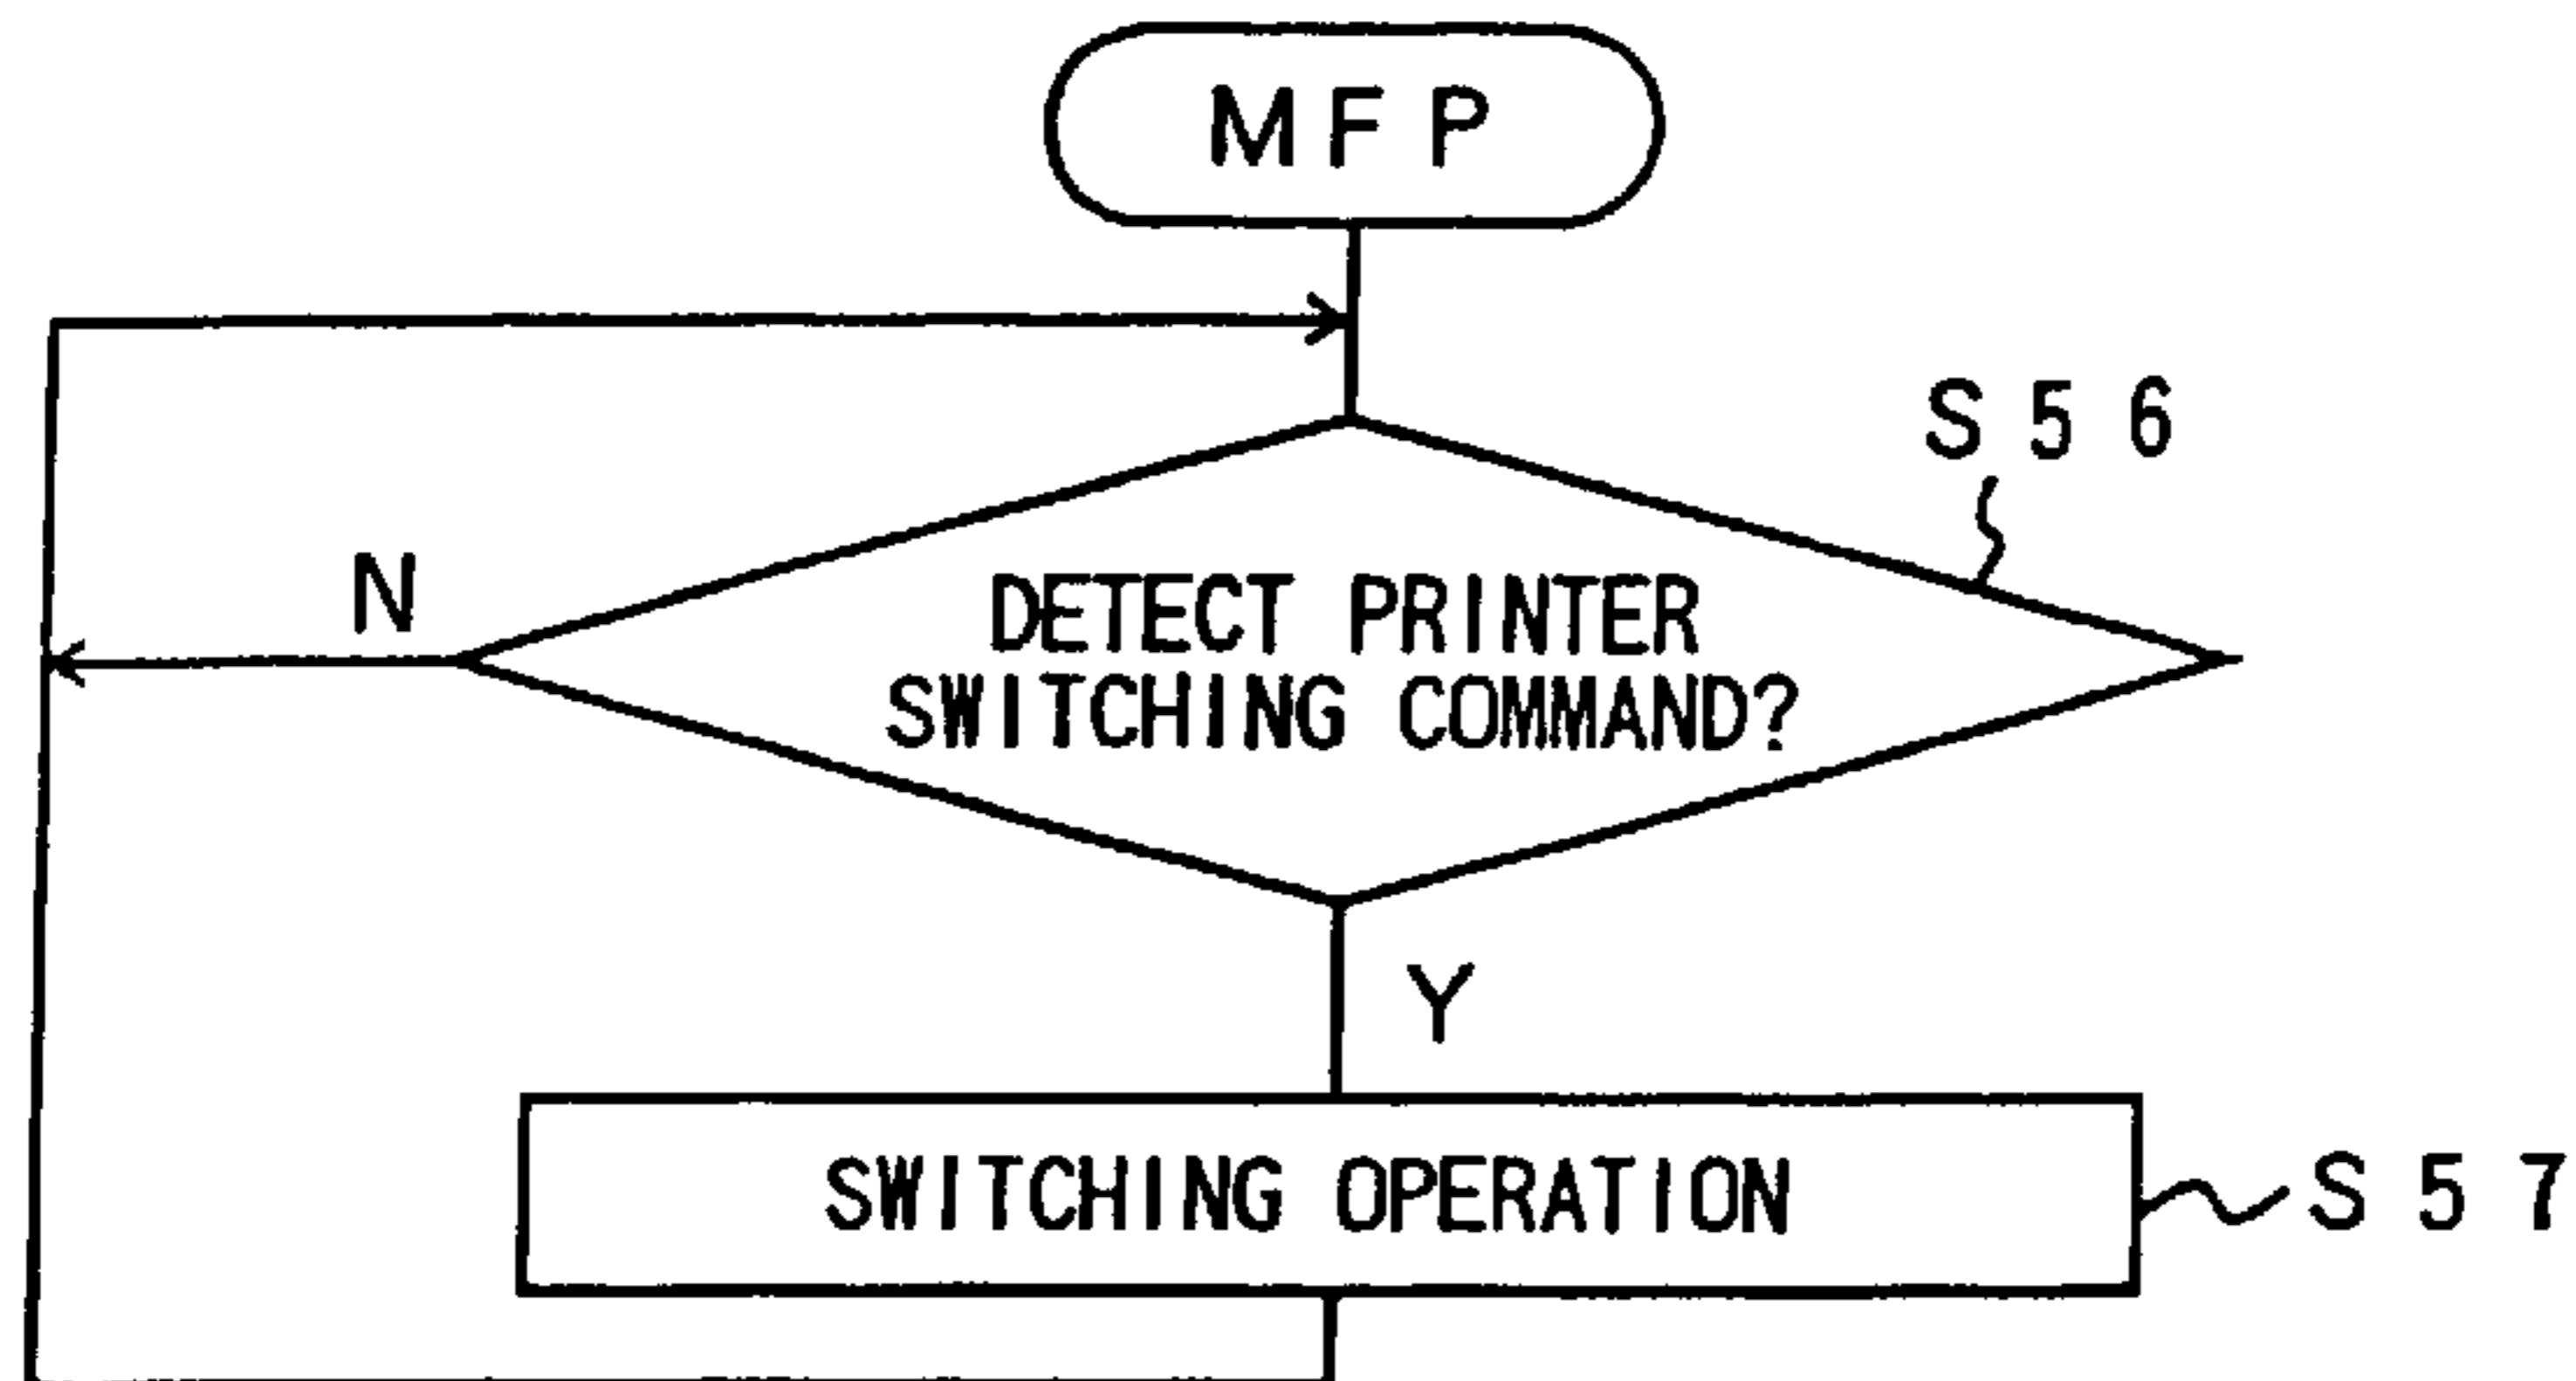 MFP
S56
N
DETECT PRINTER
SWITCHING COMMAND?
Y
SWITCHING OPERATION
S57